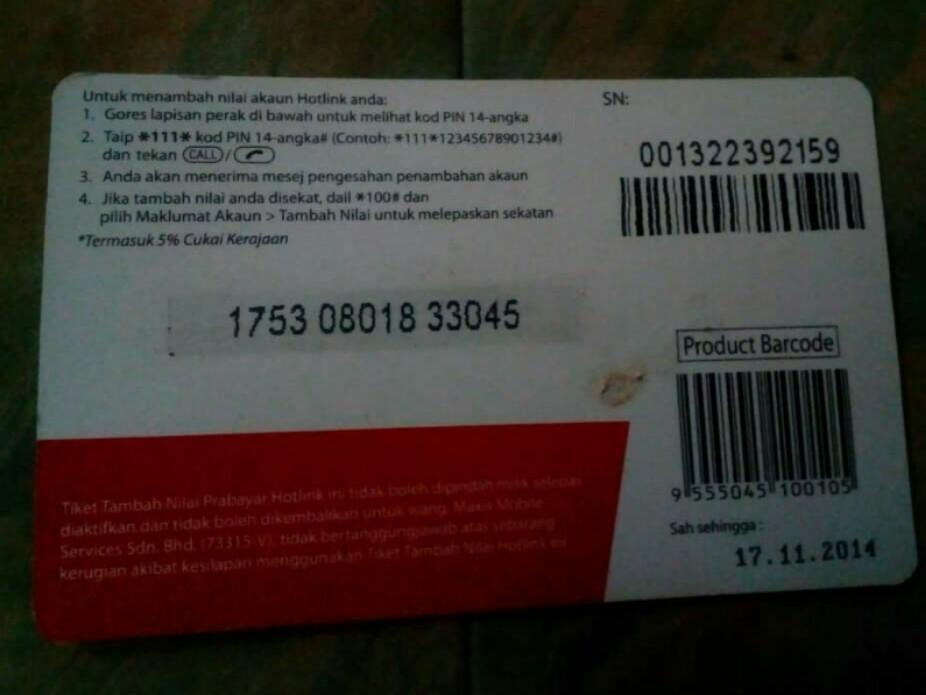 Untuk menambah nilai akaun Hotlink anda:
1. Gores lapisan perak di bawah untuk melihat kod PIN 14-angka
2. Taip *111* kod PIN 14-angka# (Contoh: *111*12345678901234#)
dan tekan CALL /
3. Anda akan menerima mesej pengesahan penambahan akaun
4. Jika tambah nilai anda disekat, dail *100# dan
pilih Maklumat Akaun > Tambah Nilai untuk melepaskan sekatan
*Termasuk 5% Cukai Kerajaan
SN:
001322392159
1753 08018 33045
Product Barcode
9 555045 100105
Sah sehingga :
17.11.2014
Tiket Tambah Nilai Prabayar Hotlink ini tidak boleh dipindah milik selepas
diaktifkan dan tidak boleh dikembalikan untuk wang. Maxis Mobile
Services Sdn. Bhd. (73315-V), tidak bertanggungjawab atas sebarang
kerugian akibat kesilapan menggunakan Tiket Tambah Nilai Hotlink ini